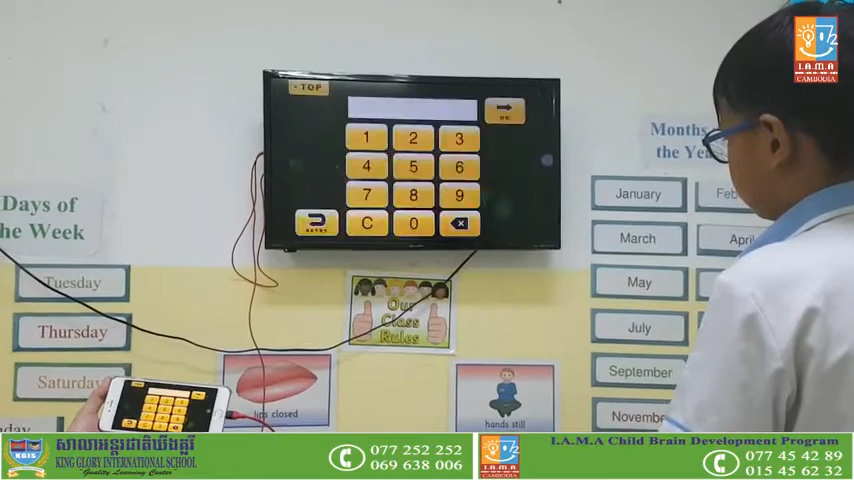 TOP
1 2 3
4 5 6
7 8 9
C 0
Days of
the Week
Tuesday
Thursday
Saturday
Months
the Year
January
March
April
May
July
September
November
Our
Class
Rules
lips closed
hands still
I.A.M.A
CAMBODIA
KBIS
សាលាអន្តរជាតិឃីងគ្លរី
KING GLORY INTERNATIONAL SCHOOL
"Quality Learning Center"
077 252 252
069 638 006
I.A.M.A
CAMBODIA
I.A.M.A Child Brain Development Program
077 45 42 89
015 45 62 32